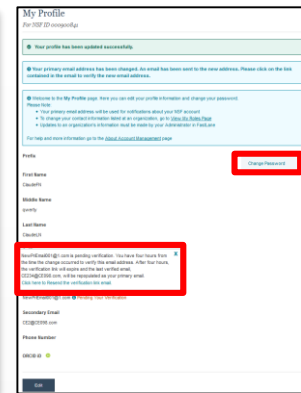 My Profile
For NSF ID 000900841
Your profile has been updated successfully.
Your primary email address has been changed. An email has been sent to the new address. Please click on the link
contained in the email to verify the new email address.
Welcome to the My Profile page. Here you can edit your profile information and change your password.
Please Note:
Your primary email address will be used for notifications about your NSF account
To change your contact information listed at an organization, go to View My Roles Page
Updates to an organization's information must be made by your Administrator in FastLane
For help and more information go to the About Account Management page
Prefix
Change Password
First Name
ClaudeFN
Middle Name
Last Name
ClaudeLN
is pending verification. You have four hours from
the time the change occurred to verify this email address. After four hours,
the verification link will expire and the last verified email,
will be repopulated as your primary email.
Click here to Resend the verification link email.
Pending Your Verification
Secondary Email
Phone Number
ORCID iD
Edit